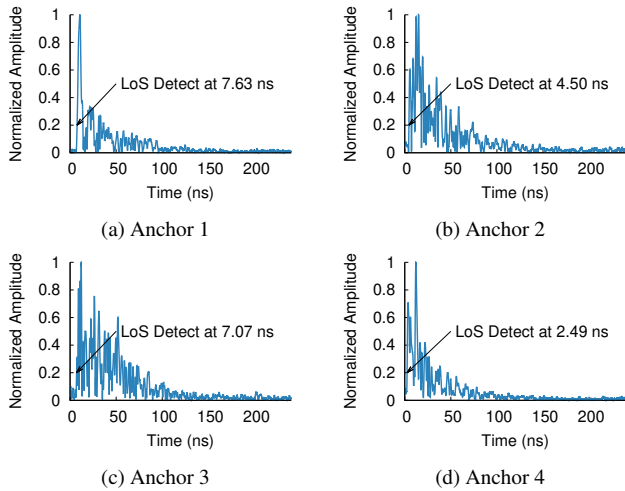 Normalized Amplitude
1
0.8
0.6
0.4
0.2
0
LoS Detect at 7.63 ns
0 50 100 150 200
Time (ns)
(a) Anchor 1
Normalized Amplitude
1
0.8
0.6
0.4
0.2
0
LoS Detect at 4.50 ns
0 50 100 150 200
Time (ns)
(b) Anchor 2
Normalized Amplitude
1
0.8
0.6
0.4
0.2
0
LoS Detect at 7.07 ns
0 50 100 150 200
Time (ns)
(c) Anchor 3
Normalized Amplitude
1
0.8
0.6
0.4
0.2
0
LoS Detect at 2.49 ns
0 50 100 150 200
Time (ns)
(d) Anchor 4